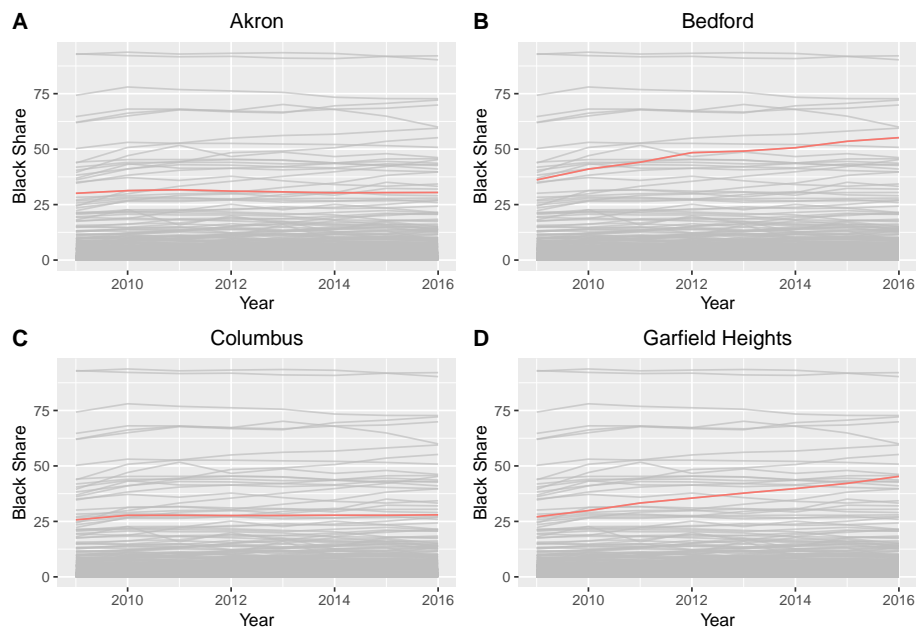 A Akron
Black Share
75
50
25
0
2010 2012 2014 2016
Year
B Bedford
Black Share
75
50
25
0
2010 2012 2014 2016
Year
C Columbus
Black Share
75
50
25
0
2010 2012 2014 2016
Year
D Garfield Heights
Black Share
75
50
25
0
2010 2012 2014 2016
Year